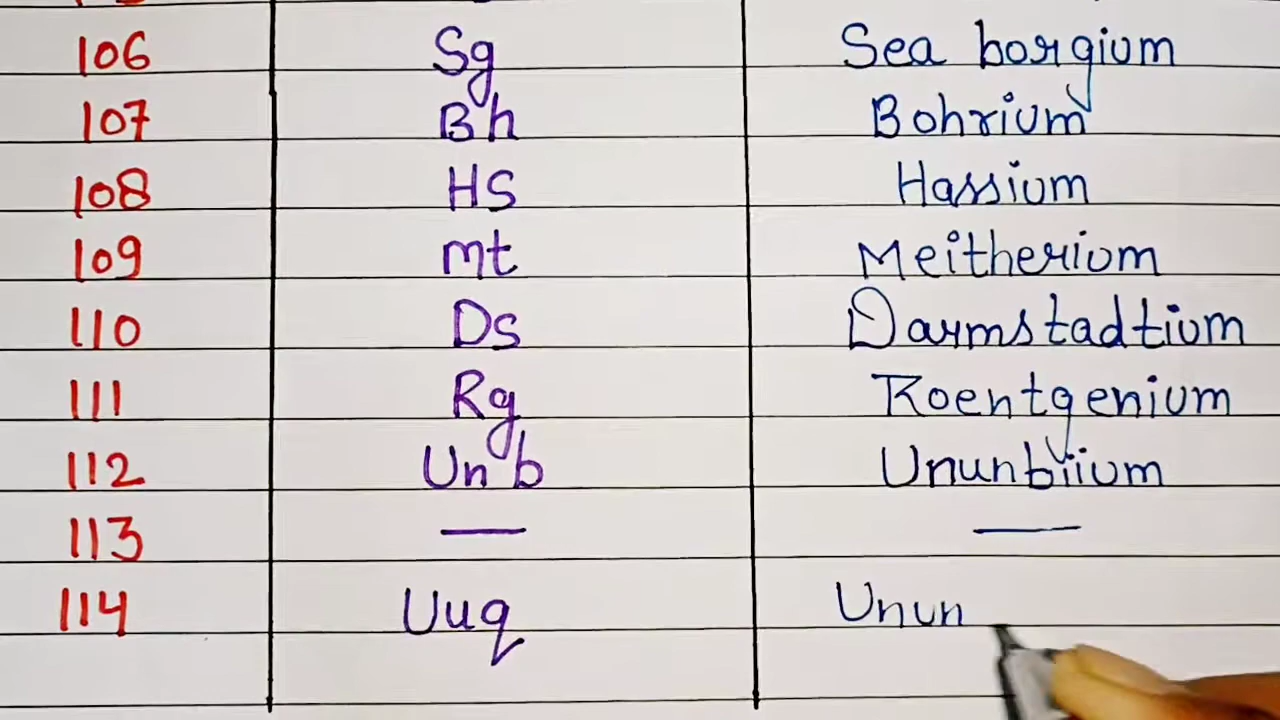 106 Sg Sea borgium
107 Bh Bohrium
108 HS Hassium
109 mt Meitherium
110 Ds Darmstadtium
111 Rg Roentgenium
112 Unb Ununbiium
113 — —
114 Uuq Unun